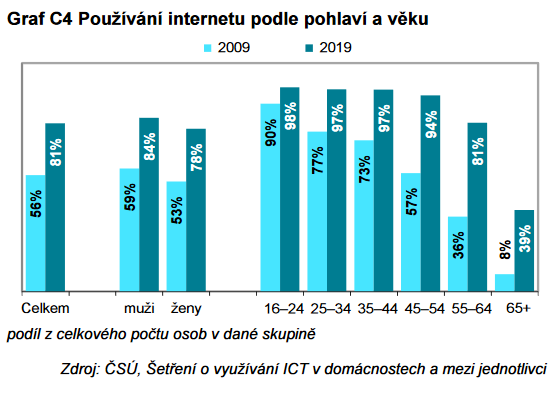 Graf C4 Používání internetu podle pohlaví a věku
2009 2019
56% 81% 59% 84% 53% 78% 90% 98% 77% 97% 73% 97% 57% 94% 36% 81% 8% 39%
Celkem muži ženy 16–24 25–34 35–44 45–54 55–64 65+
podíl z celkového počtu osob v dané skupině
Zdroj: ČSÚ, Šetření o využívání ICT v domácnostech a mezi jednotlivci